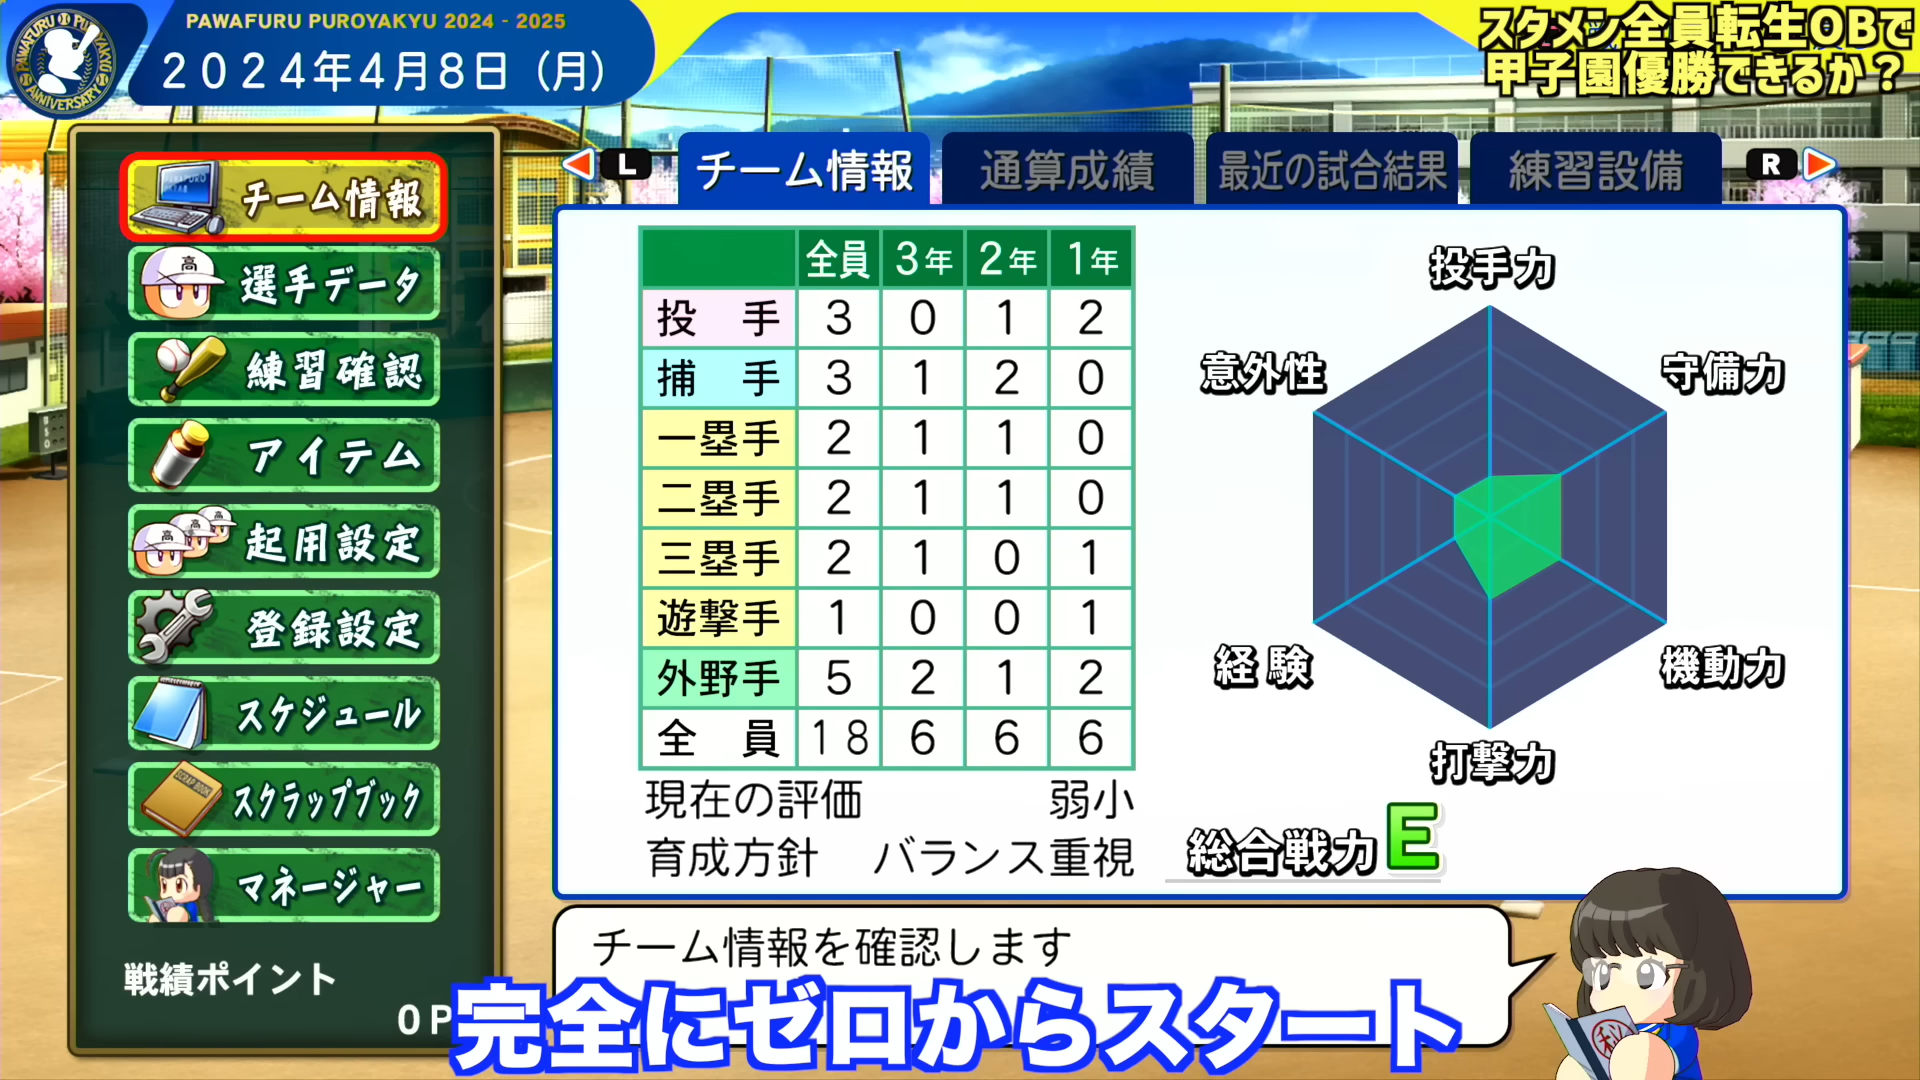 PAWAFURU PUROYAKYU 2024 - 2025
2024年4月8日（月）
PAWAFURU PUROYAKYU
ANNIVERSARY
スタメン全員転生OBで
甲子園優勝できるか？
チーム情報
選手データ
練習確認
アイテム
起用設定
登録設定
スケジュール
SCRAP BOOK
スクラップブック
マネージャー
戦績ポイント
0P
L
チーム情報
通算成績
最近の試合結果
練習設備
R
全員 3年 2年 1年
投手 3 0 1 2
捕手 3 1 2 0
一塁手 2 1 1 0
二塁手 2 1 1 0
三塁手 2 1 0 1
遊撃手 1 0 0 1
外野手 5 2 1 2
全員 18 6 6 6
現在の評価 弱小
育成方針 バランス重視
投手力
守備力
機動力
打撃力
経験
意外性
総合戦力 E
チーム情報を確認します
完全にゼロからスタート
㊙